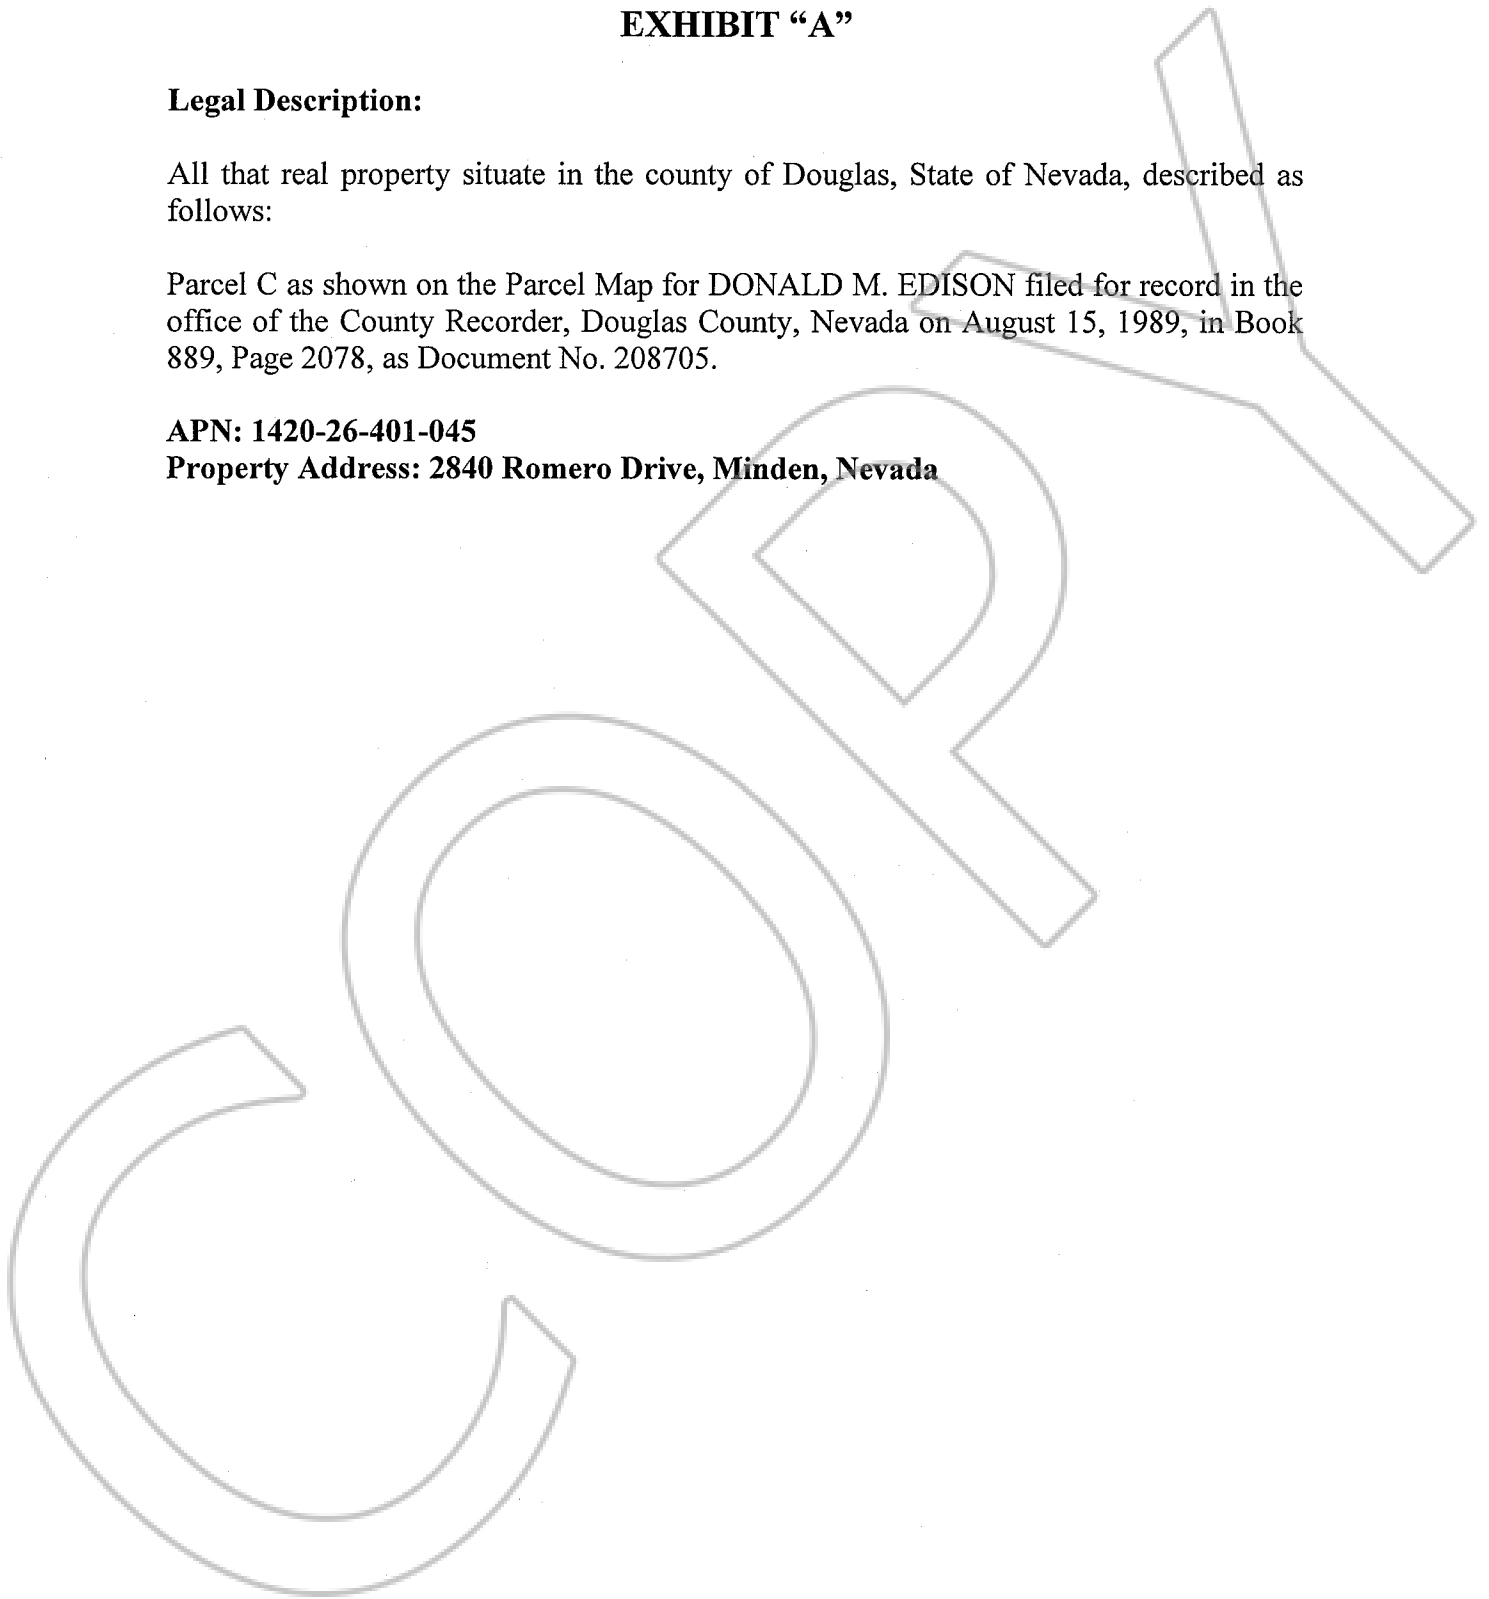 EXHIBIT “A”
Legal Description:
All that real property situate in the county of Douglas, State of Nevada, described as
follows:
Parcel C as shown on the Parcel Map for DONALD M. EDISON filed for record in the
office of the County Recorder, Douglas County, Nevada on August 15, 1989, in Book
889, Page 2078, as Document No. 208705.
APN: 1420-26-401-045
Property Address: 2840 Romero Drive, Minden, Nevada
COPY